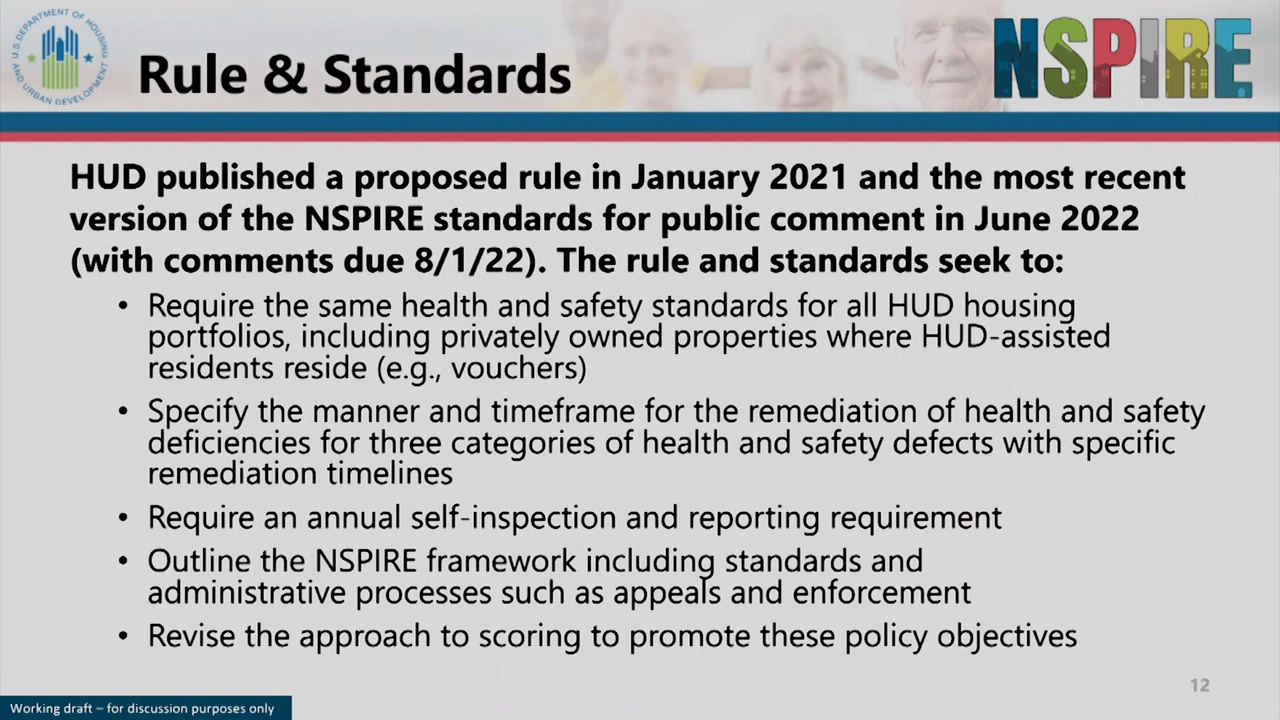 U.S. DEPARTMENT OF HOUSING AND URBAN DEVELOPMENT
Rule & Standards
NSPIRE
HUD published a proposed rule in January 2021 and the most recent
version of the NSPIRE standards for public comment in June 2022
(with comments due 8/1/22). The rule and standards seek to:
• Require the same health and safety standards for all HUD housing
portfolios, including privately owned properties where HUD-assisted
residents reside (e.g., vouchers)
• Specify the manner and timeframe for the remediation of health and safety
deficiencies for three categories of health and safety defects with specific
remediation timelines
• Require an annual self-inspection and reporting requirement
• Outline the NSPIRE framework including standards and
administrative processes such as appeals and enforcement
• Revise the approach to scoring to promote these policy objectives
12
Working draft – for discussion purposes only